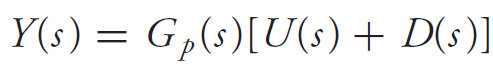 Y(s) = G_p(s)[U(s) + D(s)]